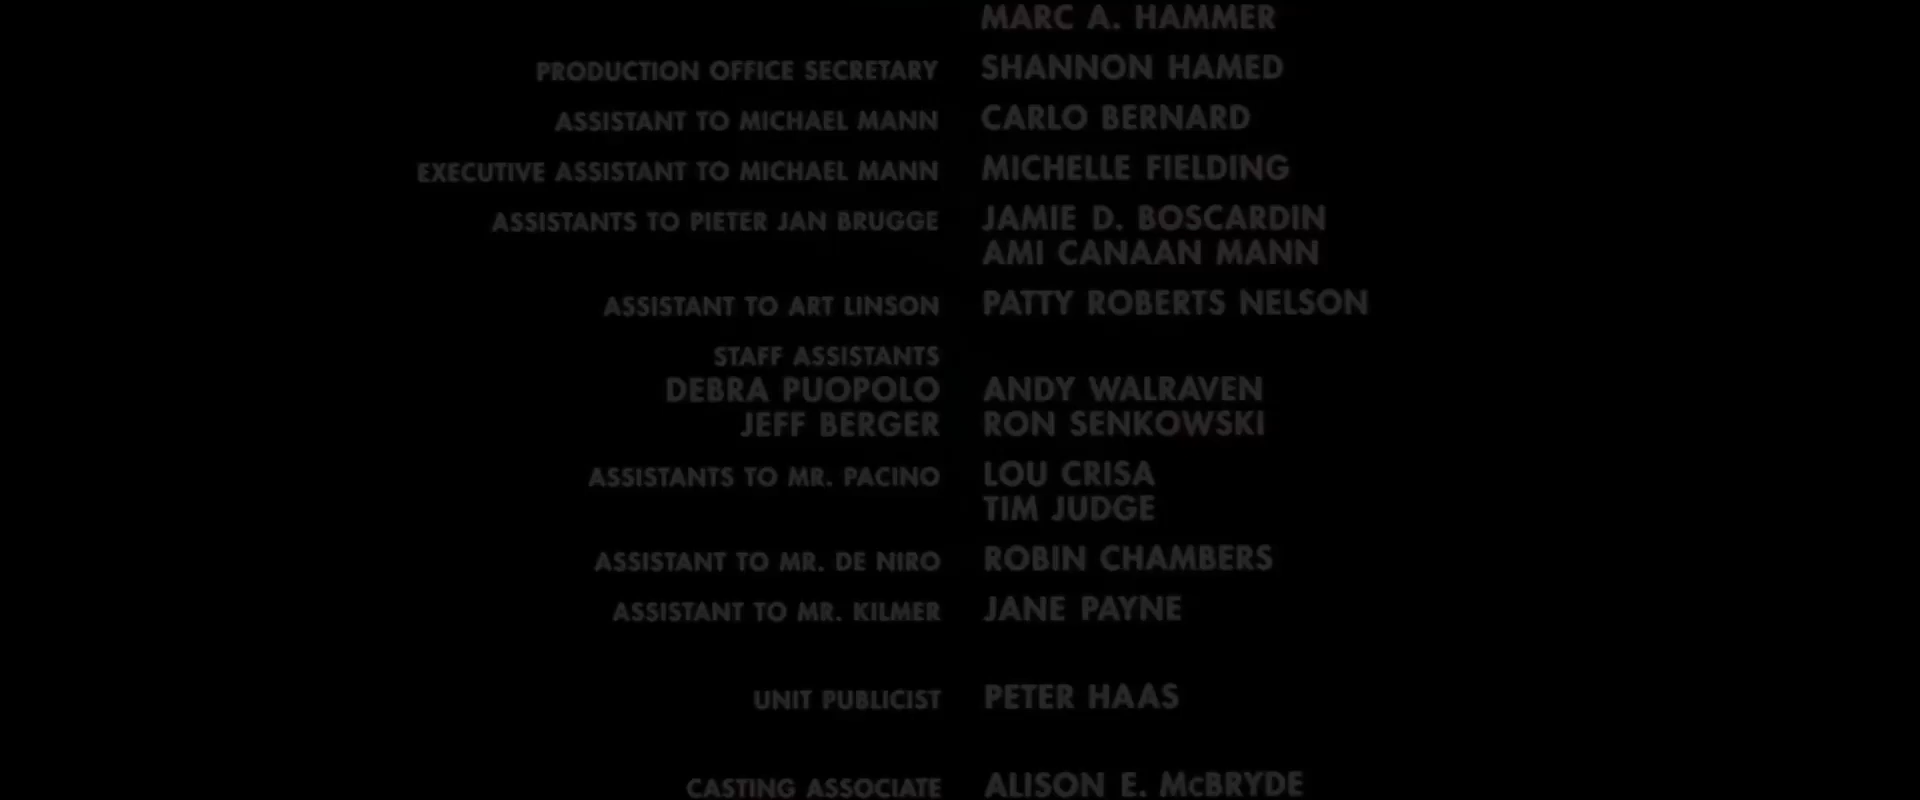 MARC A. HAMMER
PRODUCTION OFFICE SECRETARY SHANNON HAMED
ASSISTANT TO MICHAEL MANN CARLO BERNARD
EXECUTIVE ASSISTANT TO MICHAEL MANN MICHELLE FIELDING
ASSISTANTS TO PIETER JAN BRUGGE JAMIE D. BOSCARDIN
AMI CANAAN MANN
ASSISTANT TO ART LINSON PATTY ROBERTS NELSON
STAFF ASSISTANTS
DEBRA PUOPOLO ANDY WALRAVEN
JEFF BERGER RON SENKOWSKI
ASSISTANTS TO MR. PACINO LOU CRISA
TIM JUDGE
ASSISTANT TO MR. DE NIRO ROBIN CHAMBERS
ASSISTANT TO MR. KILMER JANE PAYNE
UNIT PUBLICIST PETER HAAS
CASTING ASSOCIATE ALISON E. McBRYDE